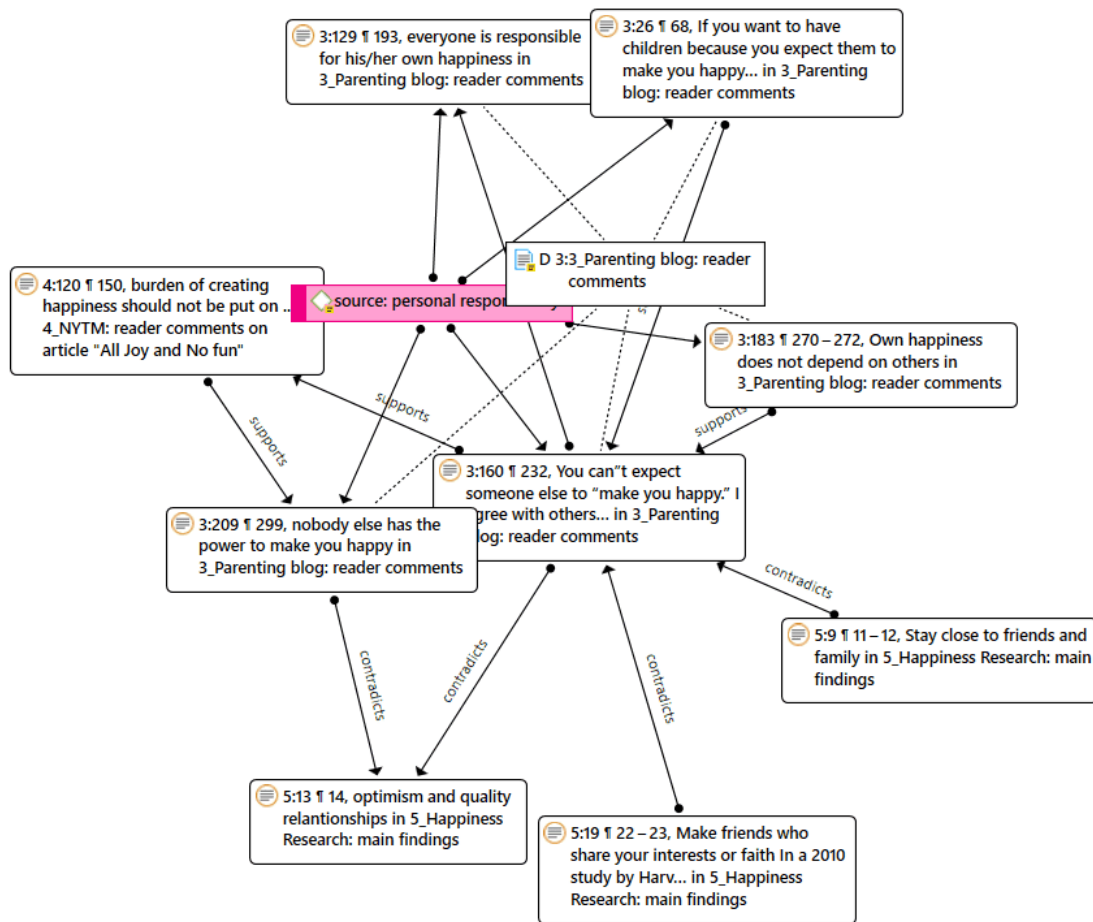 3:129 ¶ 193, everyone is responsible
for his/her own happiness in
3_Parenting blog: reader comments
3:26 ¶ 68, If you want to have
children because you expect them to
make you happy... in 3_Parenting
blog: reader comments
D 3:3_Parenting blog: reader
comments
4:120 ¶ 150, burden of creating
happiness should not be put on ...
4_NYTM: reader comments on
article "All Joy and No fun"
source: personal respon
3:183 ¶ 270 – 272, Own happiness
does not depend on others in
3_Parenting blog: reader comments
supports
supports
supports
3:160 ¶ 232, You can"t expect
someone else to “make you happy.” I
gree with others... in 3_Parenting
log: reader comments
3:209 ¶ 299, nobody else has the
power to make you happy in
3_Parenting blog: reader comments
contradicts
contradicts
contradicts
contradicts
5:9 ¶ 11 – 12, Stay close to friends and
family in 5_Happiness Research: main
findings
5:13 ¶ 14, optimism and quality
relantionships in 5_Happiness
Research: main findings
5:19 ¶ 22 – 23, Make friends who
share your interests or faith In a 2010
study by Harv... in 5_Happiness
Research: main findings